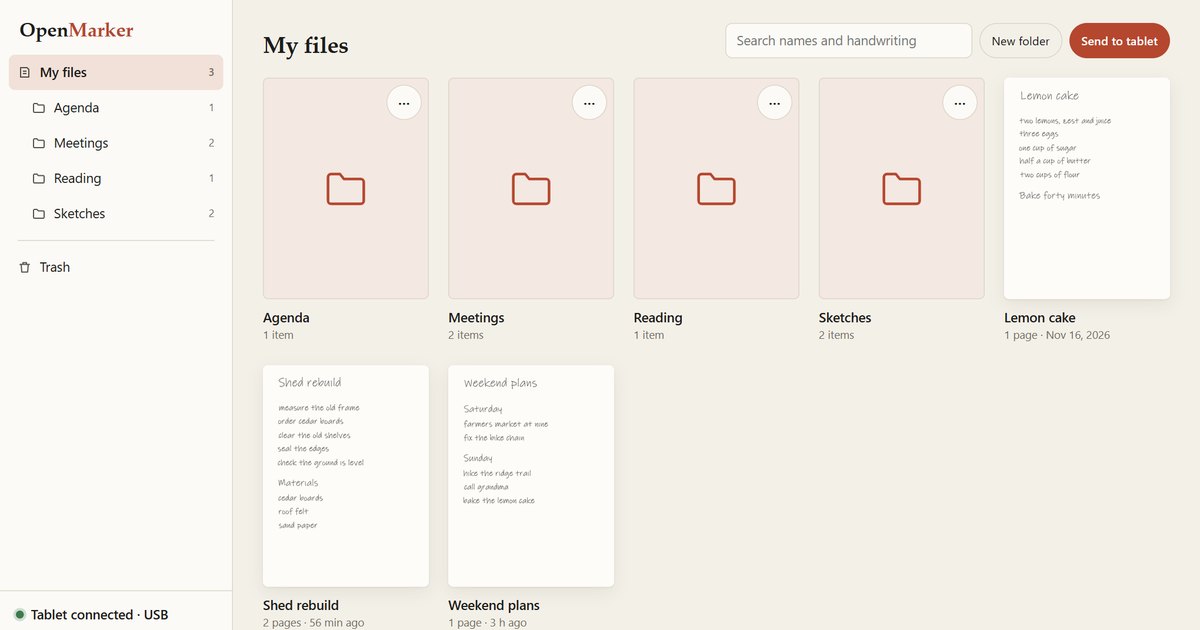 OpenMarker
My files 3
Agenda 1
Meetings 2
Reading 1
Sketches 2
Trash
Tablet connected · USB
My files
Search names and handwriting
New folder
Send to tablet
...
...
...
...
Agenda
1 item
Meetings
2 items
Reading
1 item
Sketches
2 items
Lemon cake
two lemons, zest and juice
three eggs
one cup of sugar
half a cup of butter
two cups of flour
Bake forty minutes
Lemon cake
1 page · Nov 16, 2026
Shed rebuild
measure the old frame
order cedar boards
clear the old shelves
seal the edges
check the ground is level
Materials
cedar boards
roof felt
sand paper
Shed rebuild
2 pages · 56 min ago
Weekend plans
Saturday
farmers market at nine
fix the bike chain
Sunday
hike the ridge trail
call grandma
bake the lemon cake
Weekend plans
1 page · 3 h ago